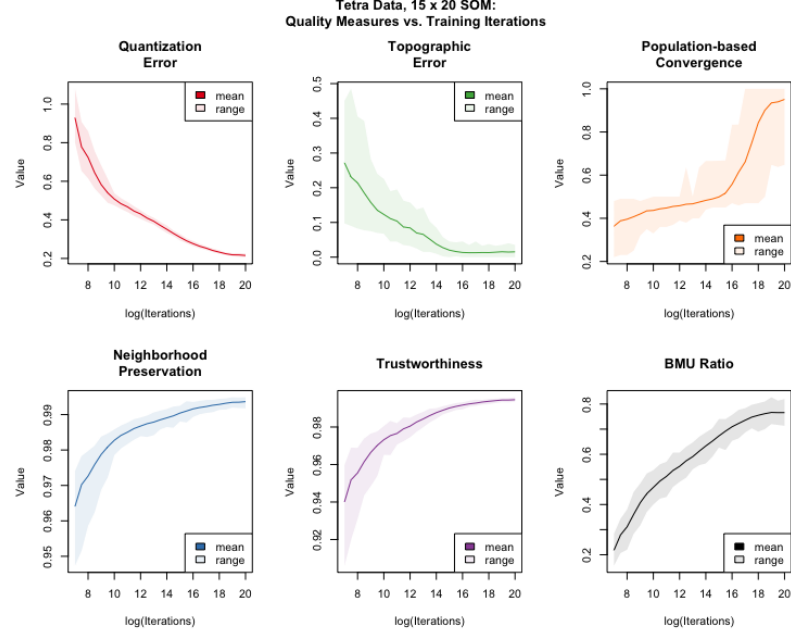 Tetra Data, 15 x 20 SOM:
Quality Measures vs. Training Iterations
Quantization
Error
Value
0.2 0.4 0.6 0.8 1.0
mean
range
8 10 12 14 16 18 20
log(Iterations)
Topographic
Error
Value
0.0 0.1 0.2 0.3 0.4 0.5
mean
range
8 10 12 14 16 18 20
log(Iterations)
Population-based
Convergence
Value
0.2 0.4 0.6 0.8 1.0
mean
range
8 10 12 14 16 18 20
log(Iterations)
Neighborhood
Preservation
Value
0.95 0.96 0.97 0.98 0.99
mean
range
8 10 12 14 16 18 20
log(Iterations)
Trustworthiness
Value
0.92 0.94 0.96 0.98
mean
range
8 10 12 14 16 18 20
log(Iterations)
BMU Ratio
Value
0.2 0.4 0.6 0.8
mean
range
8 10 12 14 16 18 20
log(Iterations)